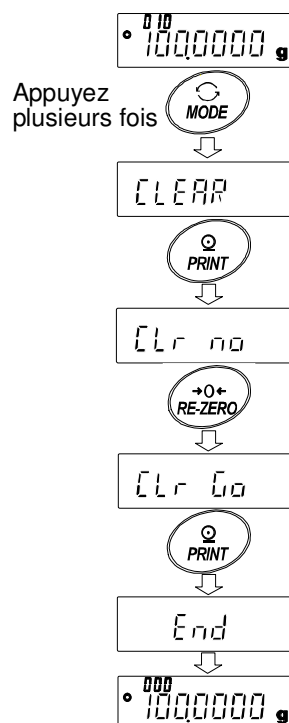 010
100.0000 g
Appuyez
plusieurs fois
MODE
CLEAR
PRINT
CLr no
→0←
RE-ZERO
CLr Go
PRINT
End
000
100.0000 g